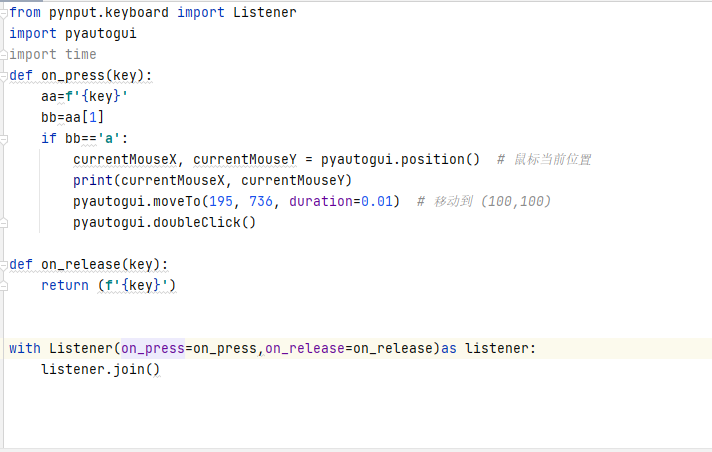 from pynput.keyboard import Listener
import pyautogui
import time
def on_press(key):
    aa=f'{key}'
    bb=aa[1]
    if bb=='a':
        currentMouseX, currentMouseY = pyautogui.position()  # 鼠标当前位置
        print(currentMouseX, currentMouseY)
        pyautogui.moveTo(195, 736, duration=0.01)  # 移动到 (100,100)
        pyautogui.doubleClick()
def on_release(key):
    return (f'{key}')
with Listener(on_press=on_press,on_release=on_release)as listener:
    listener.join()